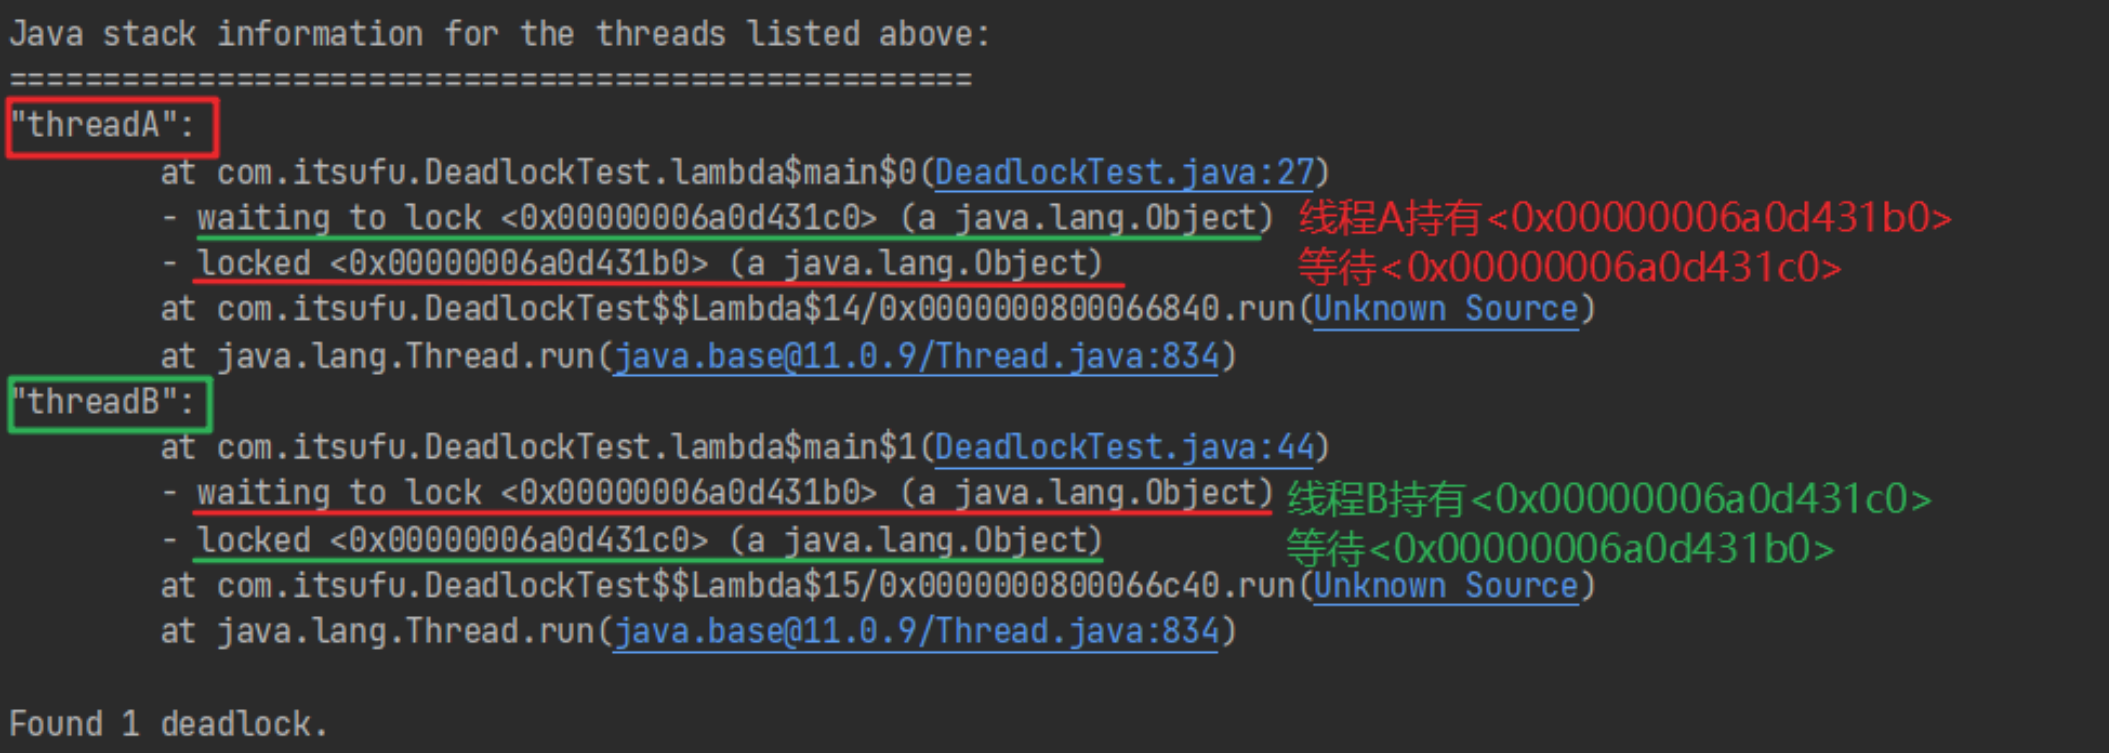 Java stack information for the threads listed above:
===================================================
"threadA":
at com.itsufu.DeadlockTest.lambda$main$0(DeadlockTest.java:27)
- waiting to lock <0x00000006a0d431c0> (a java.lang.Object) 线程A持有<0x00000006a0d431b0>
- locked <0x00000006a0d431b0> (a java.lang.Object) 等待<0x00000006a0d431c0>
at com.itsufu.DeadlockTest$$Lambda$14/0x0000000800066840.run(Unknown Source)
at java.lang.Thread.run(java.base@11.0.9/Thread.java:834)
"threadB":
at com.itsufu.DeadlockTest.lambda$main$1(DeadlockTest.java:44)
- waiting to lock <0x00000006a0d431b0> (a java.lang.Object) 线程B持有<0x00000006a0d431c0>
- locked <0x00000006a0d431c0> (a java.lang.Object) 等待<0x00000006a0d431b0>
at com.itsufu.DeadlockTest$$Lambda$15/0x0000000800066c40.run(Unknown Source)
at java.lang.Thread.run(java.base@11.0.9/Thread.java:834)
Found 1 deadlock.